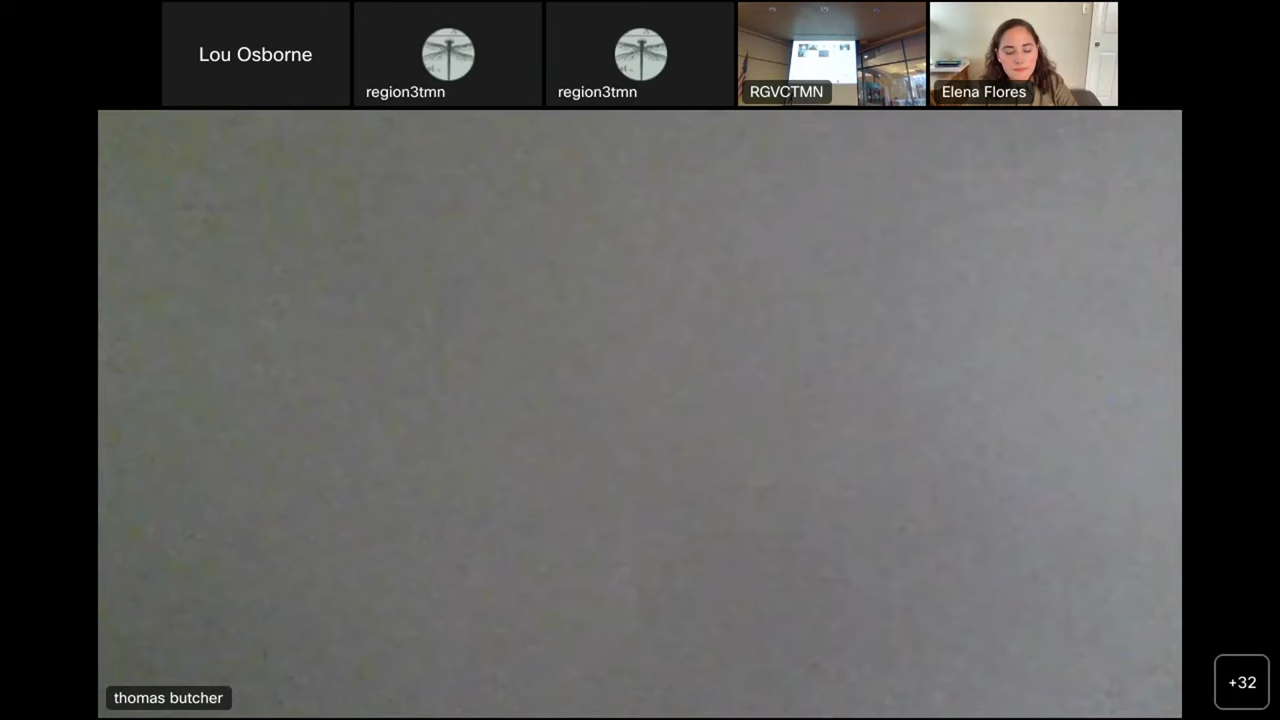 Lou Osborne
region3tmn
region3tmn
RGVCTMN
Elena Flores
thomas butcher
+32